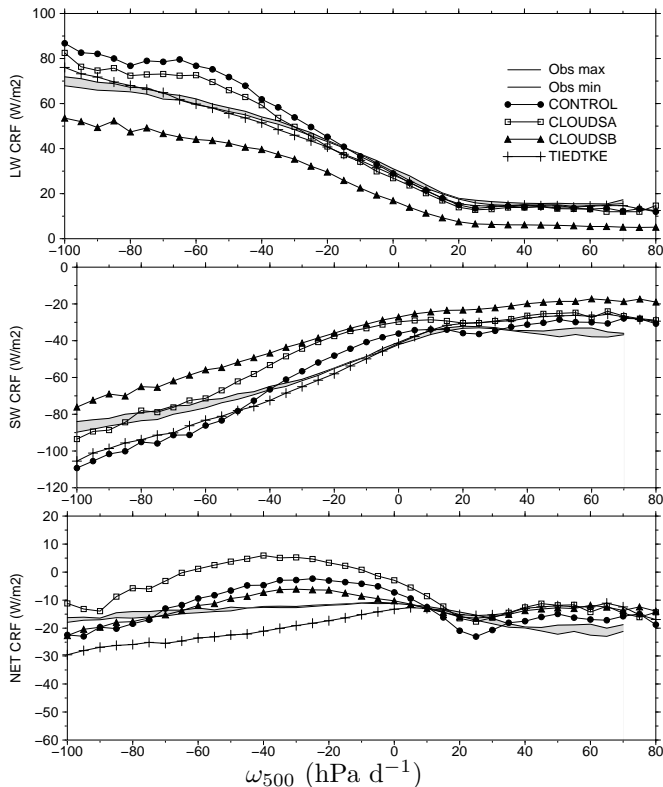 100
80
60
40
20
0
LW CRF (W/m2)
Obs max
Obs min
CONTROL
CLOUDSA
CLOUDSB
TIEDTKE
−100 −80 −60 −40 −20 0 20 40 60 80
0
−20
−40
−60
−80
−100
−120
SW CRF (W/m2)
−100 −80 −60 −40 −20 0 20 40 60 80
20
10
0
−10
−20
−30
−40
−50
−60
NET CRF (W/m2)
−100 −80 −60 −40 −20 0 20 40 60 80
ω500 (hPa d−1)